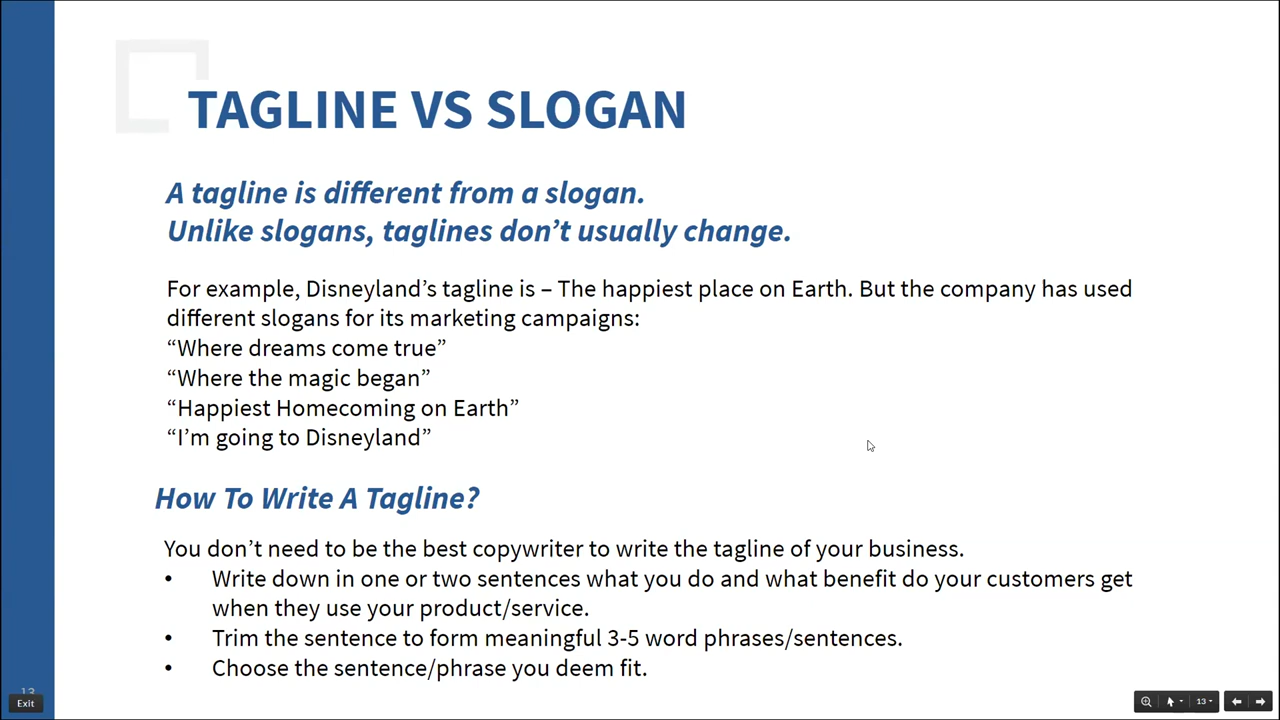 TAGLINE VS SLOGAN
A tagline is different from a slogan.
Unlike slogans, taglines don’t usually change.
For example, Disneyland’s tagline is – The happiest place on Earth. But the company has used
different slogans for its marketing campaigns:
“Where dreams come true”
“Where the magic began”
“Happiest Homecoming on Earth”
“I’m going to Disneyland”
How To Write A Tagline?
You don’t need to be the best copywriter to write the tagline of your business.
• Write down in one or two sentences what you do and what benefit do your customers get
when they use your product/service.
• Trim the sentence to form meaningful 3-5 word phrases/sentences.
• Choose the sentence/phrase you deem fit.
13
Exit
13